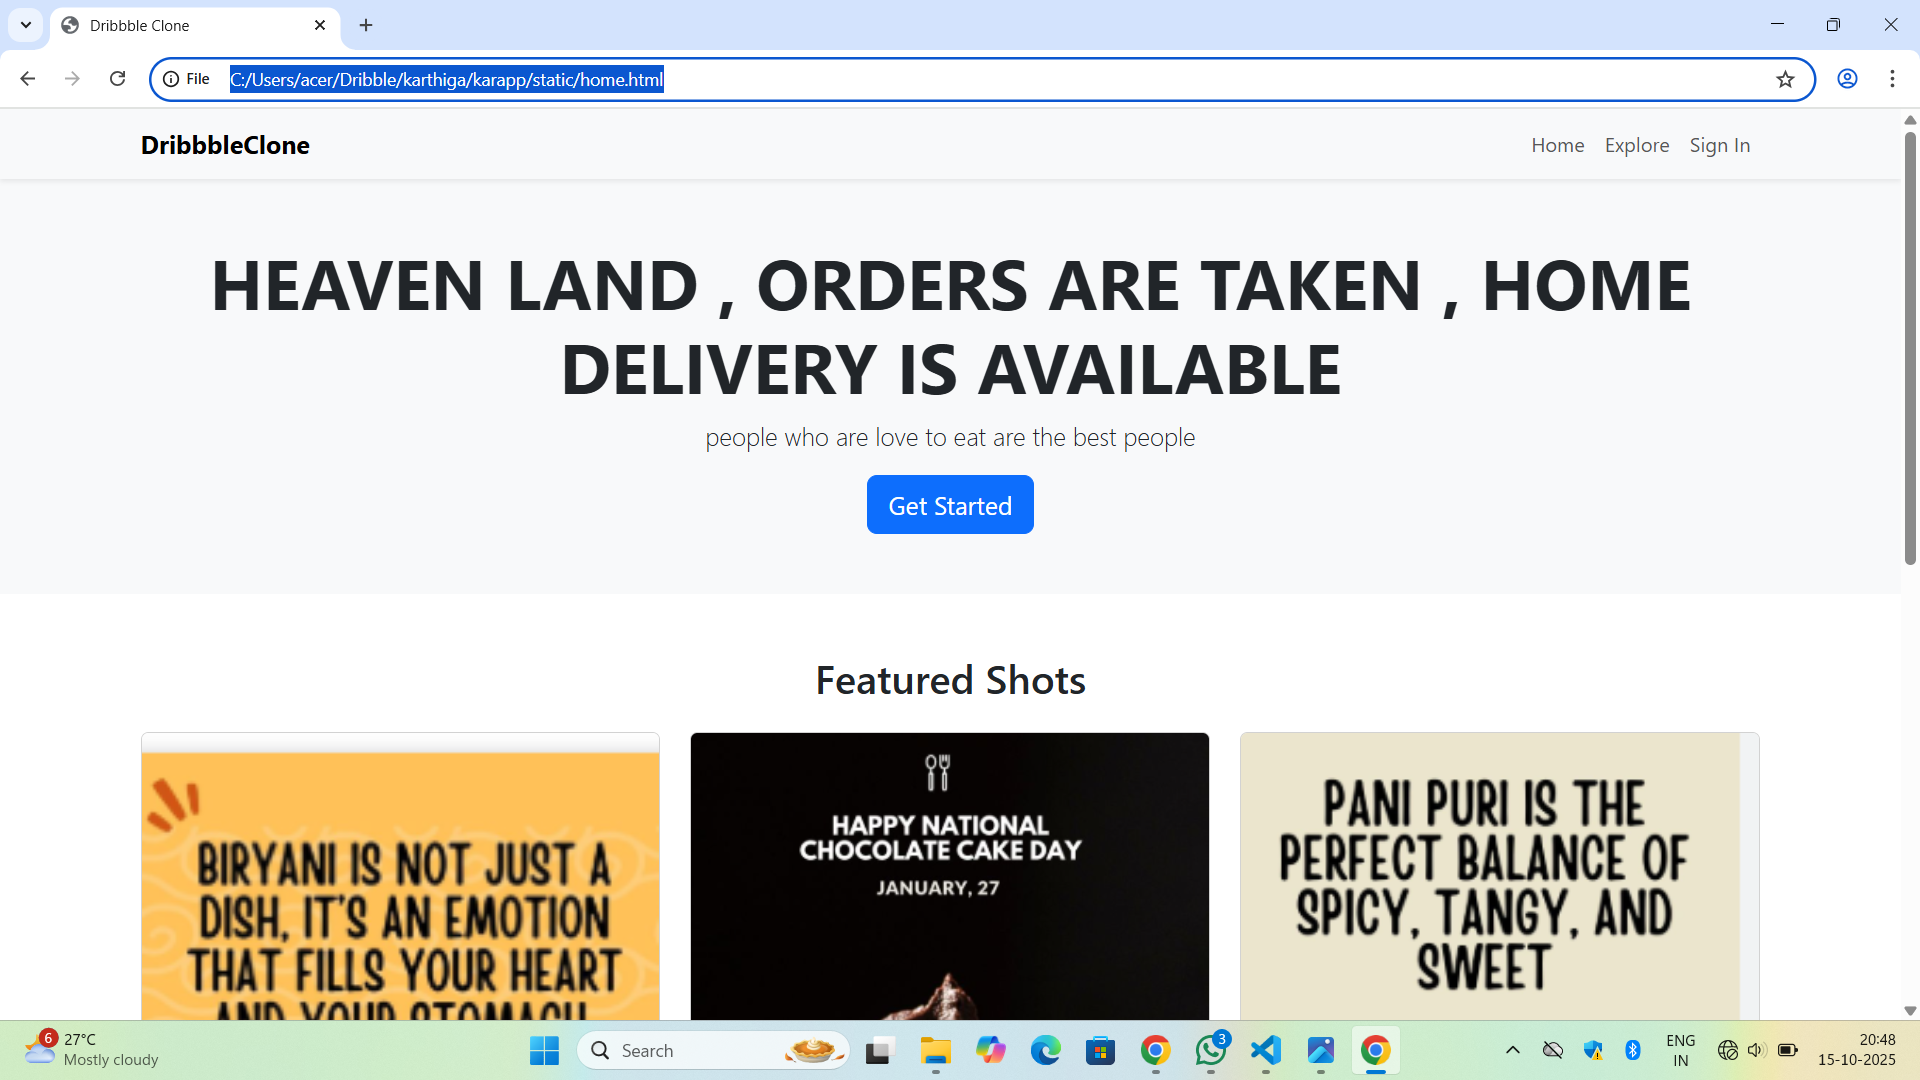 Dribbble Clone
File
C:/Users/acer/Dribble/karthiga/karapp/static/home.html
DribbbleClone
Home
Explore
Sign In
HEAVEN LAND , ORDERS ARE TAKEN , HOME
DELIVERY IS AVAILABLE
people who are love to eat are the best people
Get Started
Featured Shots
BIRYANI IS NOT JUST A
DISH, IT'S AN EMOTION
THAT FILLS YOUR HEART
AND YOUR STOMACH
HAPPY NATIONAL
CHOCOLATE CAKE DAY
JANUARY, 27
PANI PURI IS THE
PERFECT BALANCE OF
SPICY, TANGY, AND
SWEET
6
27°C
Mostly cloudy
Search
3
ENG
IN
20:48
15-10-2025